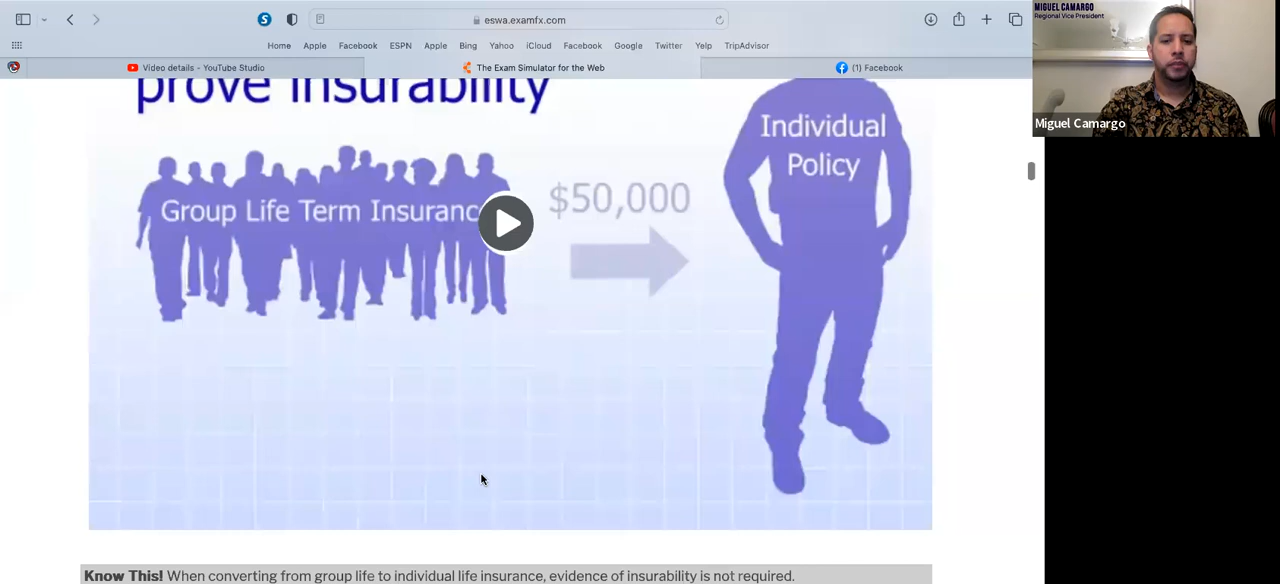 eswa.examfx.com
Home Apple Facebook ESPN Apple Bing Yahoo iCloud Facebook Google Twitter Yelp TripAdvisor
Video details - YouTube Studio
The Exam Simulator for the Web
(1) Facebook
MIGUEL CAMARGO
Regional Vice President
Miguel Camargo
prove insurability
Group Life Term Insuranc
$50,000
Individual
Policy
Know This! When converting from group life to individual life insurance, evidence of insurability is not required.